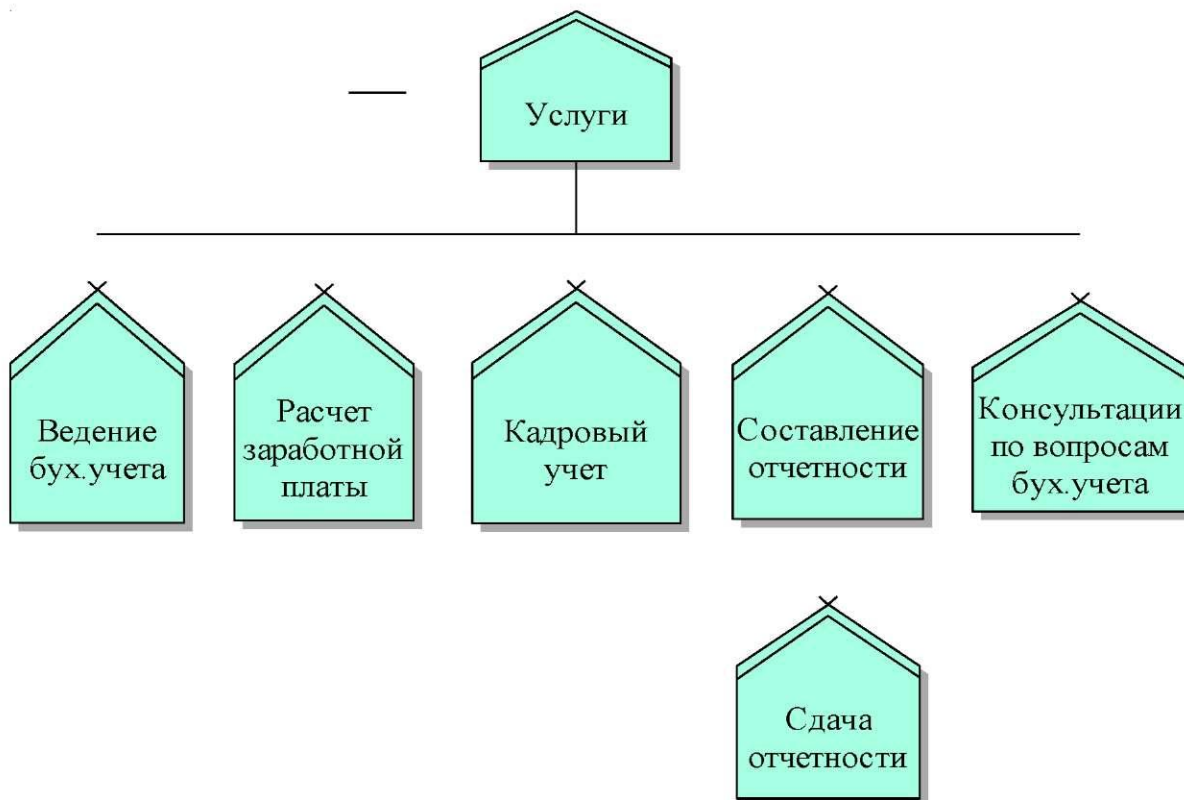 Услуги
Ведение
бух.учета
Расчет
заработной
платы
Кадровый
учет
Составление
отчетности
Консультации
по вопросам
бух.учета
Сдача
отчетности